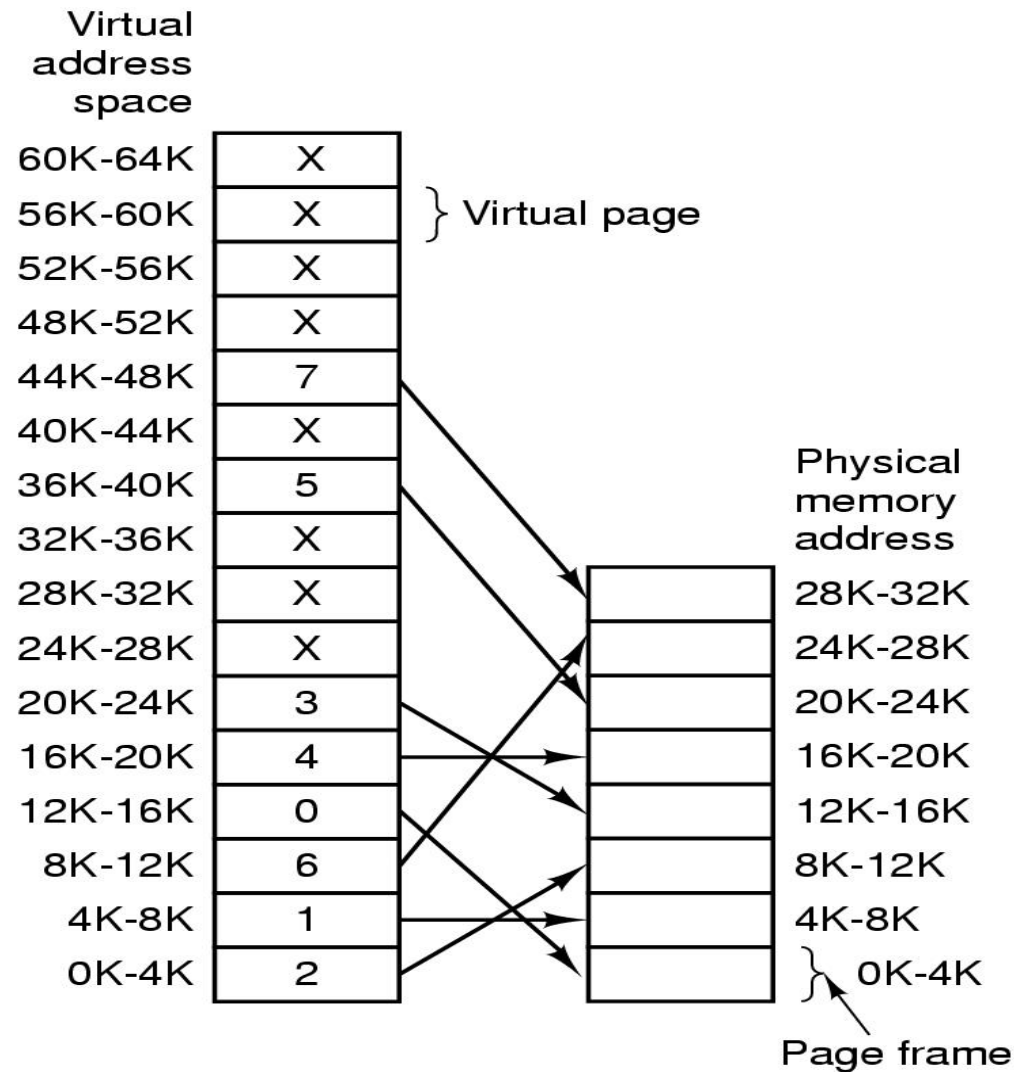 Virtual
address
space
60K-64K X
56K-60K X Virtual page
52K-56K X
48K-52K X
44K-48K 7
40K-44K X
36K-40K 5
32K-36K X
28K-32K X
24K-28K X
20K-24K 3
16K-20K 4
12K-16K 0
8K-12K 6
4K-8K 1
0K-4K 2
Physical
memory
address
28K-32K
24K-28K
20K-24K
16K-20K
12K-16K
8K-12K
4K-8K
0K-4K
Page frame